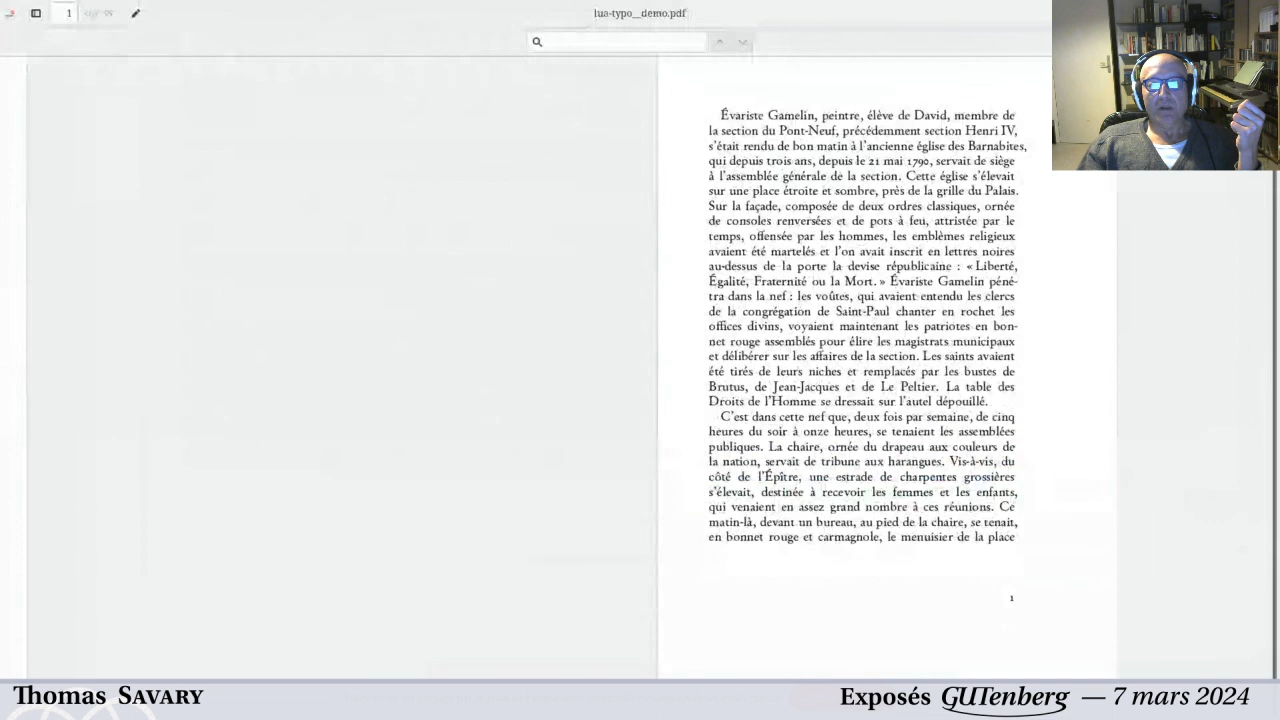 1
lua-typo__demo.pdf
Évariste Gamelin, peintre, élève de David, membre de
la section du Pont-Neuf, précédemment section Henri IV,
s’était rendu de bon matin à l’ancienne église des Barnabites,
qui depuis trois ans, depuis le 21 mai 1790, servait de siège
à l’assemblée générale de la section. Cette église s’élevait
sur une place étroite et sombre, près de la grille du Palais.
Sur la façade, composée de deux ordres classiques, ornée
de consoles renversées et de pots à feu, attristée par le
temps, offensée par les hommes, les emblèmes religieux
avaient été martelés et l’on avait inscrit en lettres noires
au-dessus de la porte la devise républicaine : « Liberté,
Égalité, Fraternité ou la Mort. » Évariste Gamelin péné-
tra dans la nef : les voûtes, qui avaient entendu les clercs
de la congrégation de Saint-Paul chanter en rochet les
offices divins, voyaient maintenant les patriotes en bon-
net rouge assemblés pour élire les magistrats municipaux
et délibérer sur les affaires de la section. Les saints avaient
été tirés de leurs niches et remplacés par les bustes de
Brutus, de Jean-Jacques et de Le Peltier. La table des
Droits de l’Homme se dressait sur l’autel dépouillé.
C’est dans cette nef que, deux fois par semaine, de cinq
heures du soir à onze heures, se tenaient les assemblées
publiques. La chaire, ornée du drapeau aux couleurs de
la nation, servait de tribune aux harangues. Vis-à-vis, du
côté de l’Épître, une estrade de charpentes grossières
s’élevait, destinée à recevoir les femmes et les enfants,
qui venaient en assez grand nombre à ces réunions. Ce
matin-là, devant un bureau, au pied de la chaire, se tenait,
en bonnet rouge et carmagnole, le menuisier de la place
1
Thomas SAVARY
Exposés GUTenberg — 7 mars 2024